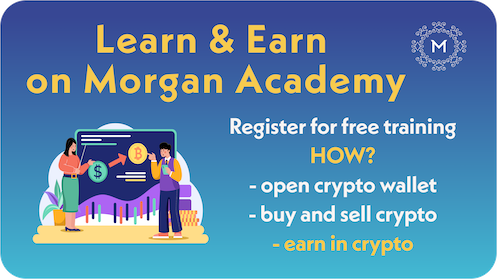 Learn & Earn
on Morgan Academy
M
Register for free training
HOW?
- open crypto wallet
- buy and sell crypto
- earn in crypto
$
₿